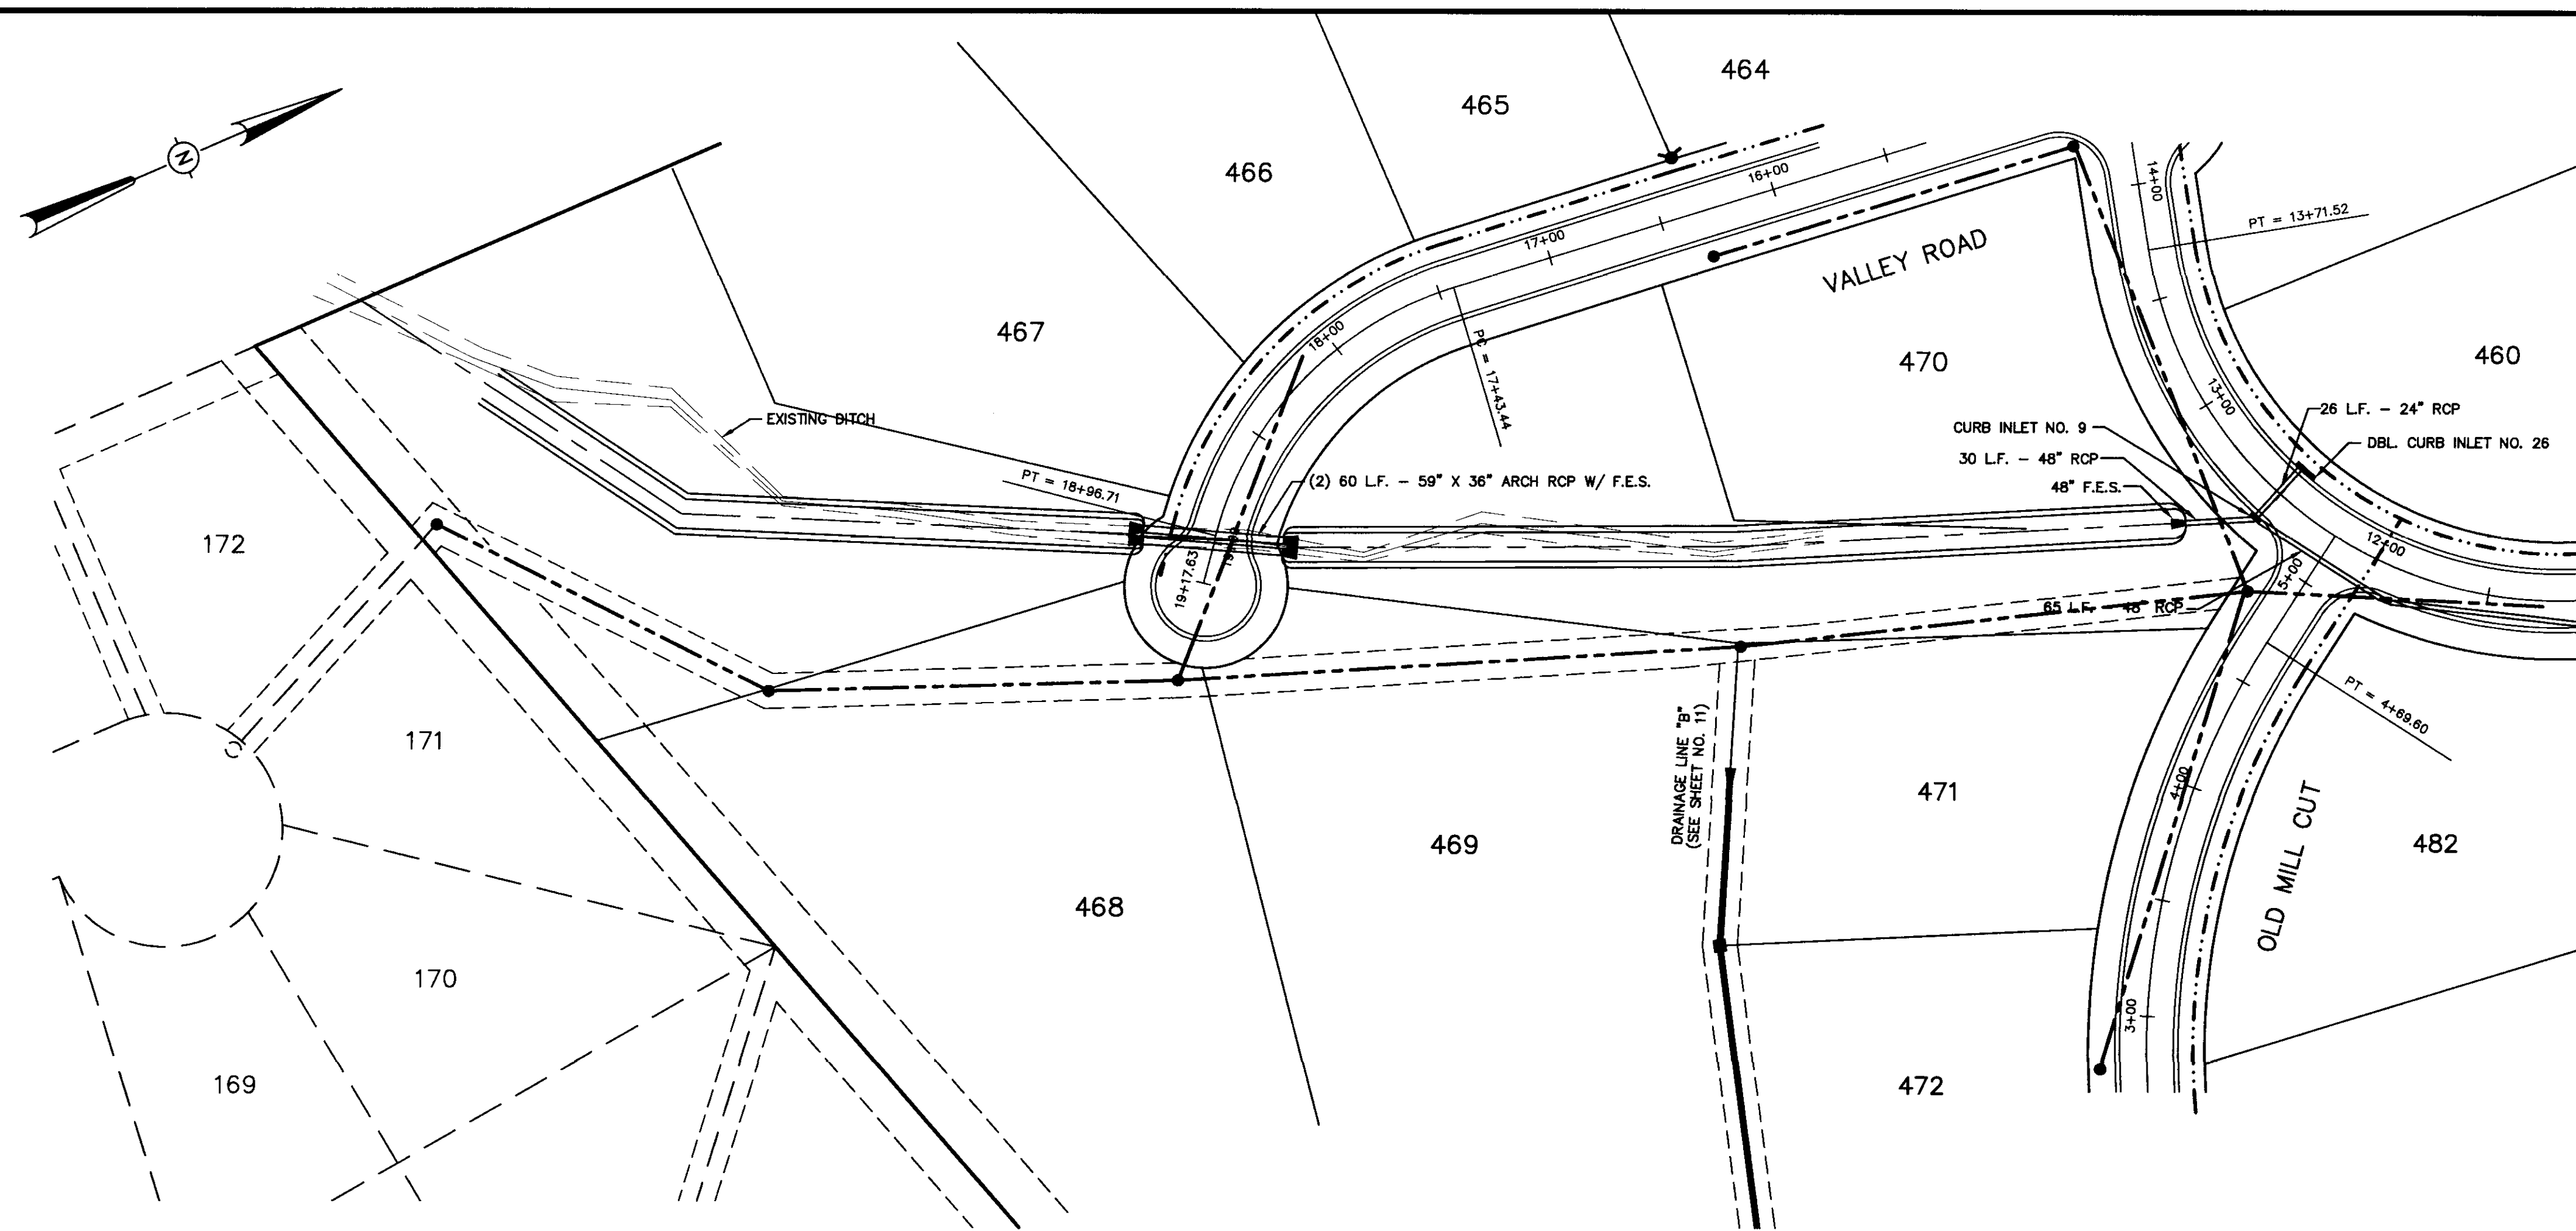 464
465
466
N
16+00
14+00
PT = 13+71.52
17+00
VALLEY ROAD
467
18+00
PC = 17+43.44
470
460
13+00
26 L.F. - 24" RCP
EXISTING DITCH
CURB INLET NO. 9
DBL. CURB INLET NO. 26
30 L.F. - 48" RCP
PT = 18+96.71
(2) 60 L.F. - 59" X 36" ARCH RCP W/ F.E.S.
48" F.E.S.
172
12+00
19+00
19+17.63
5+00
65 L.F. - 48" RCP
PT = 4+69.60
171
DRAINAGE LINE "B"
(SEE SHEET NO. 11)
4+00
471
469
482
OLD MILL CUT
468
170
3+00
169
472